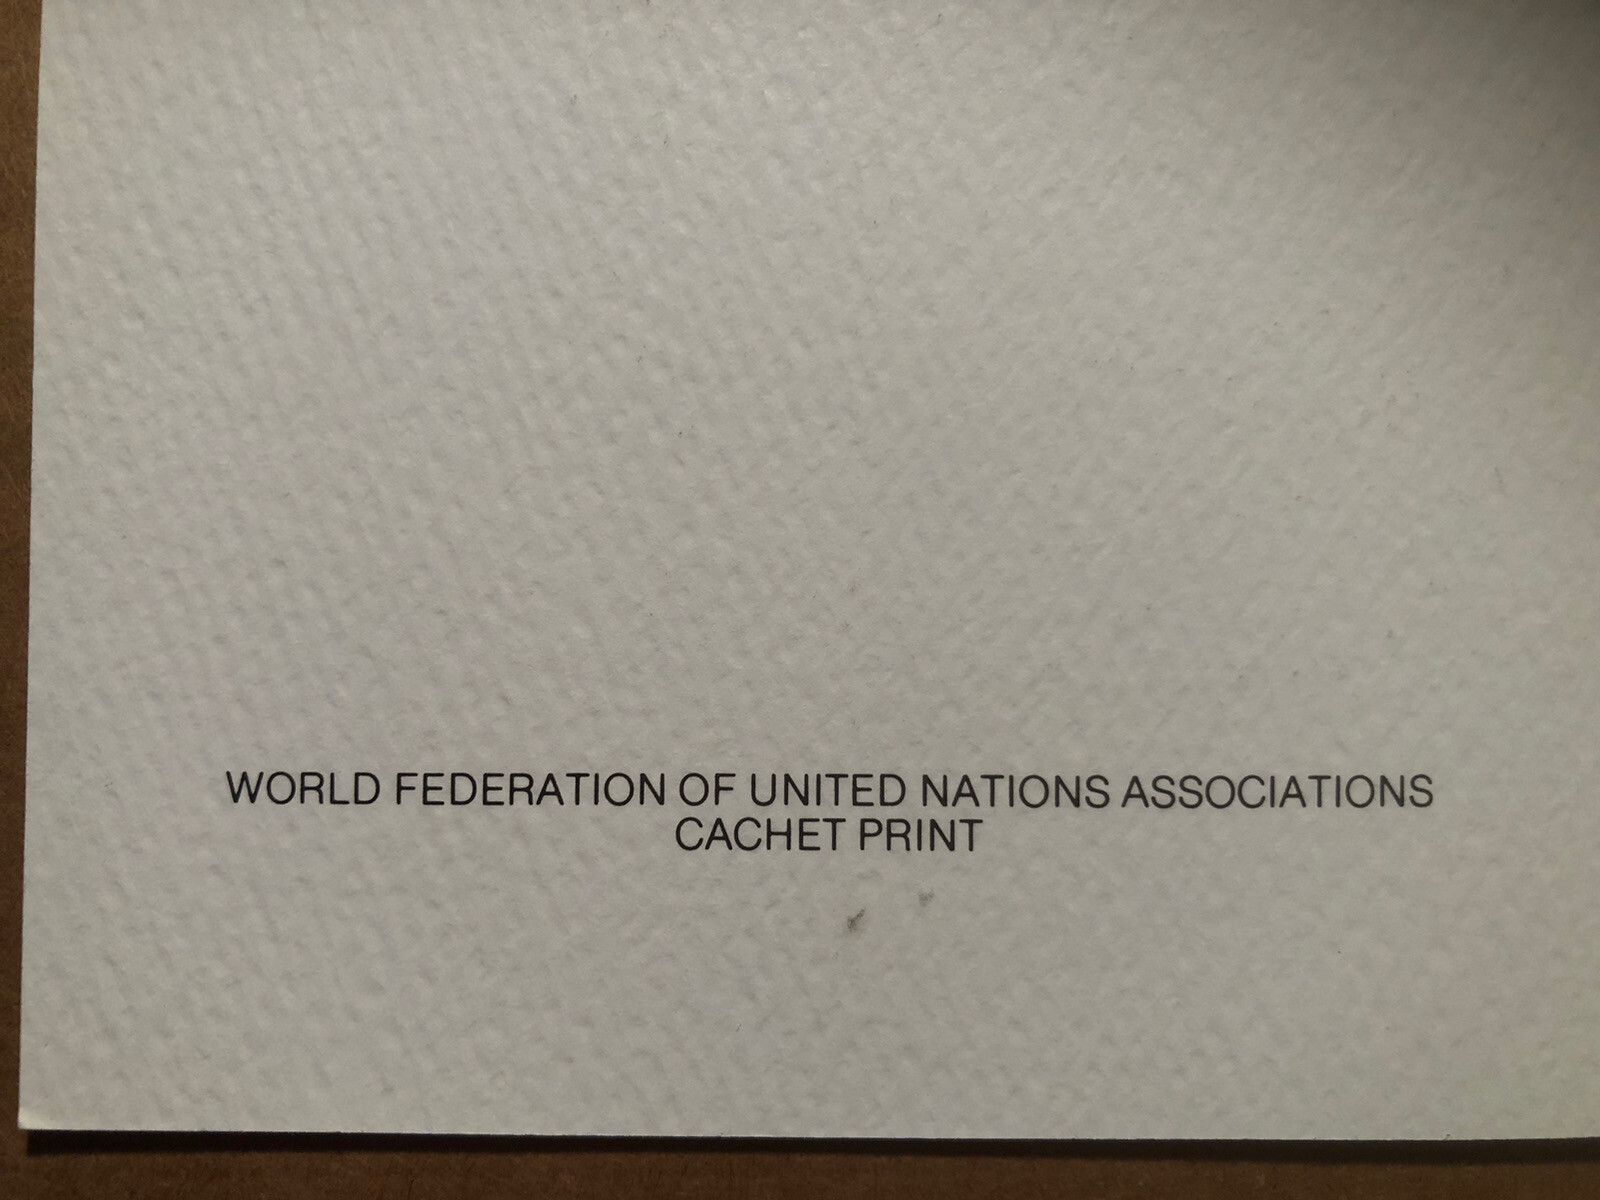 WORLD FEDERATION OF UNITED NATIONS ASSOCIATIONS
CACHET PRINT